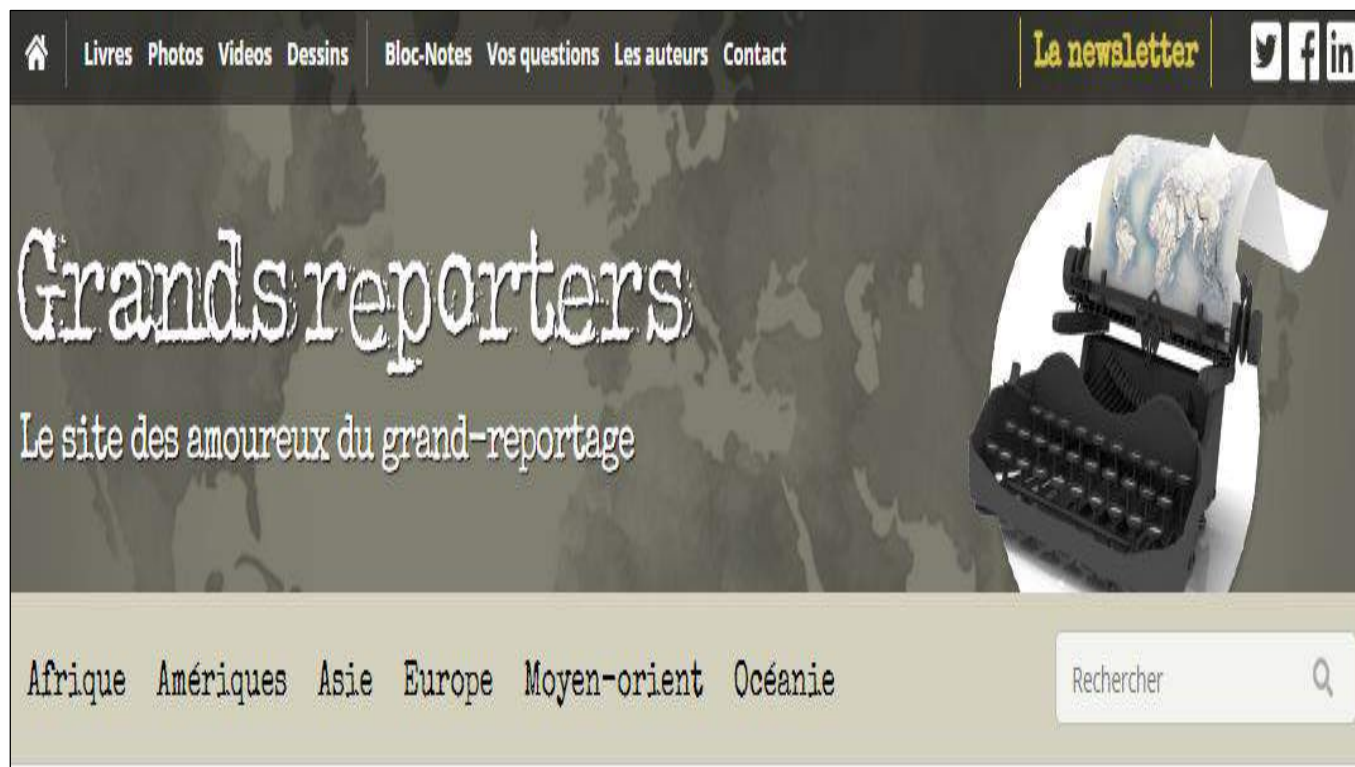 Livres Photos Videos Dessins Bloc-Notes Vos questions Les auteurs Contact La newsletter
Grands reporters
Le site des amoureux du grand-reportage
Afrique Amériques Asie Europe Moyen-orient Océanie Rechercher